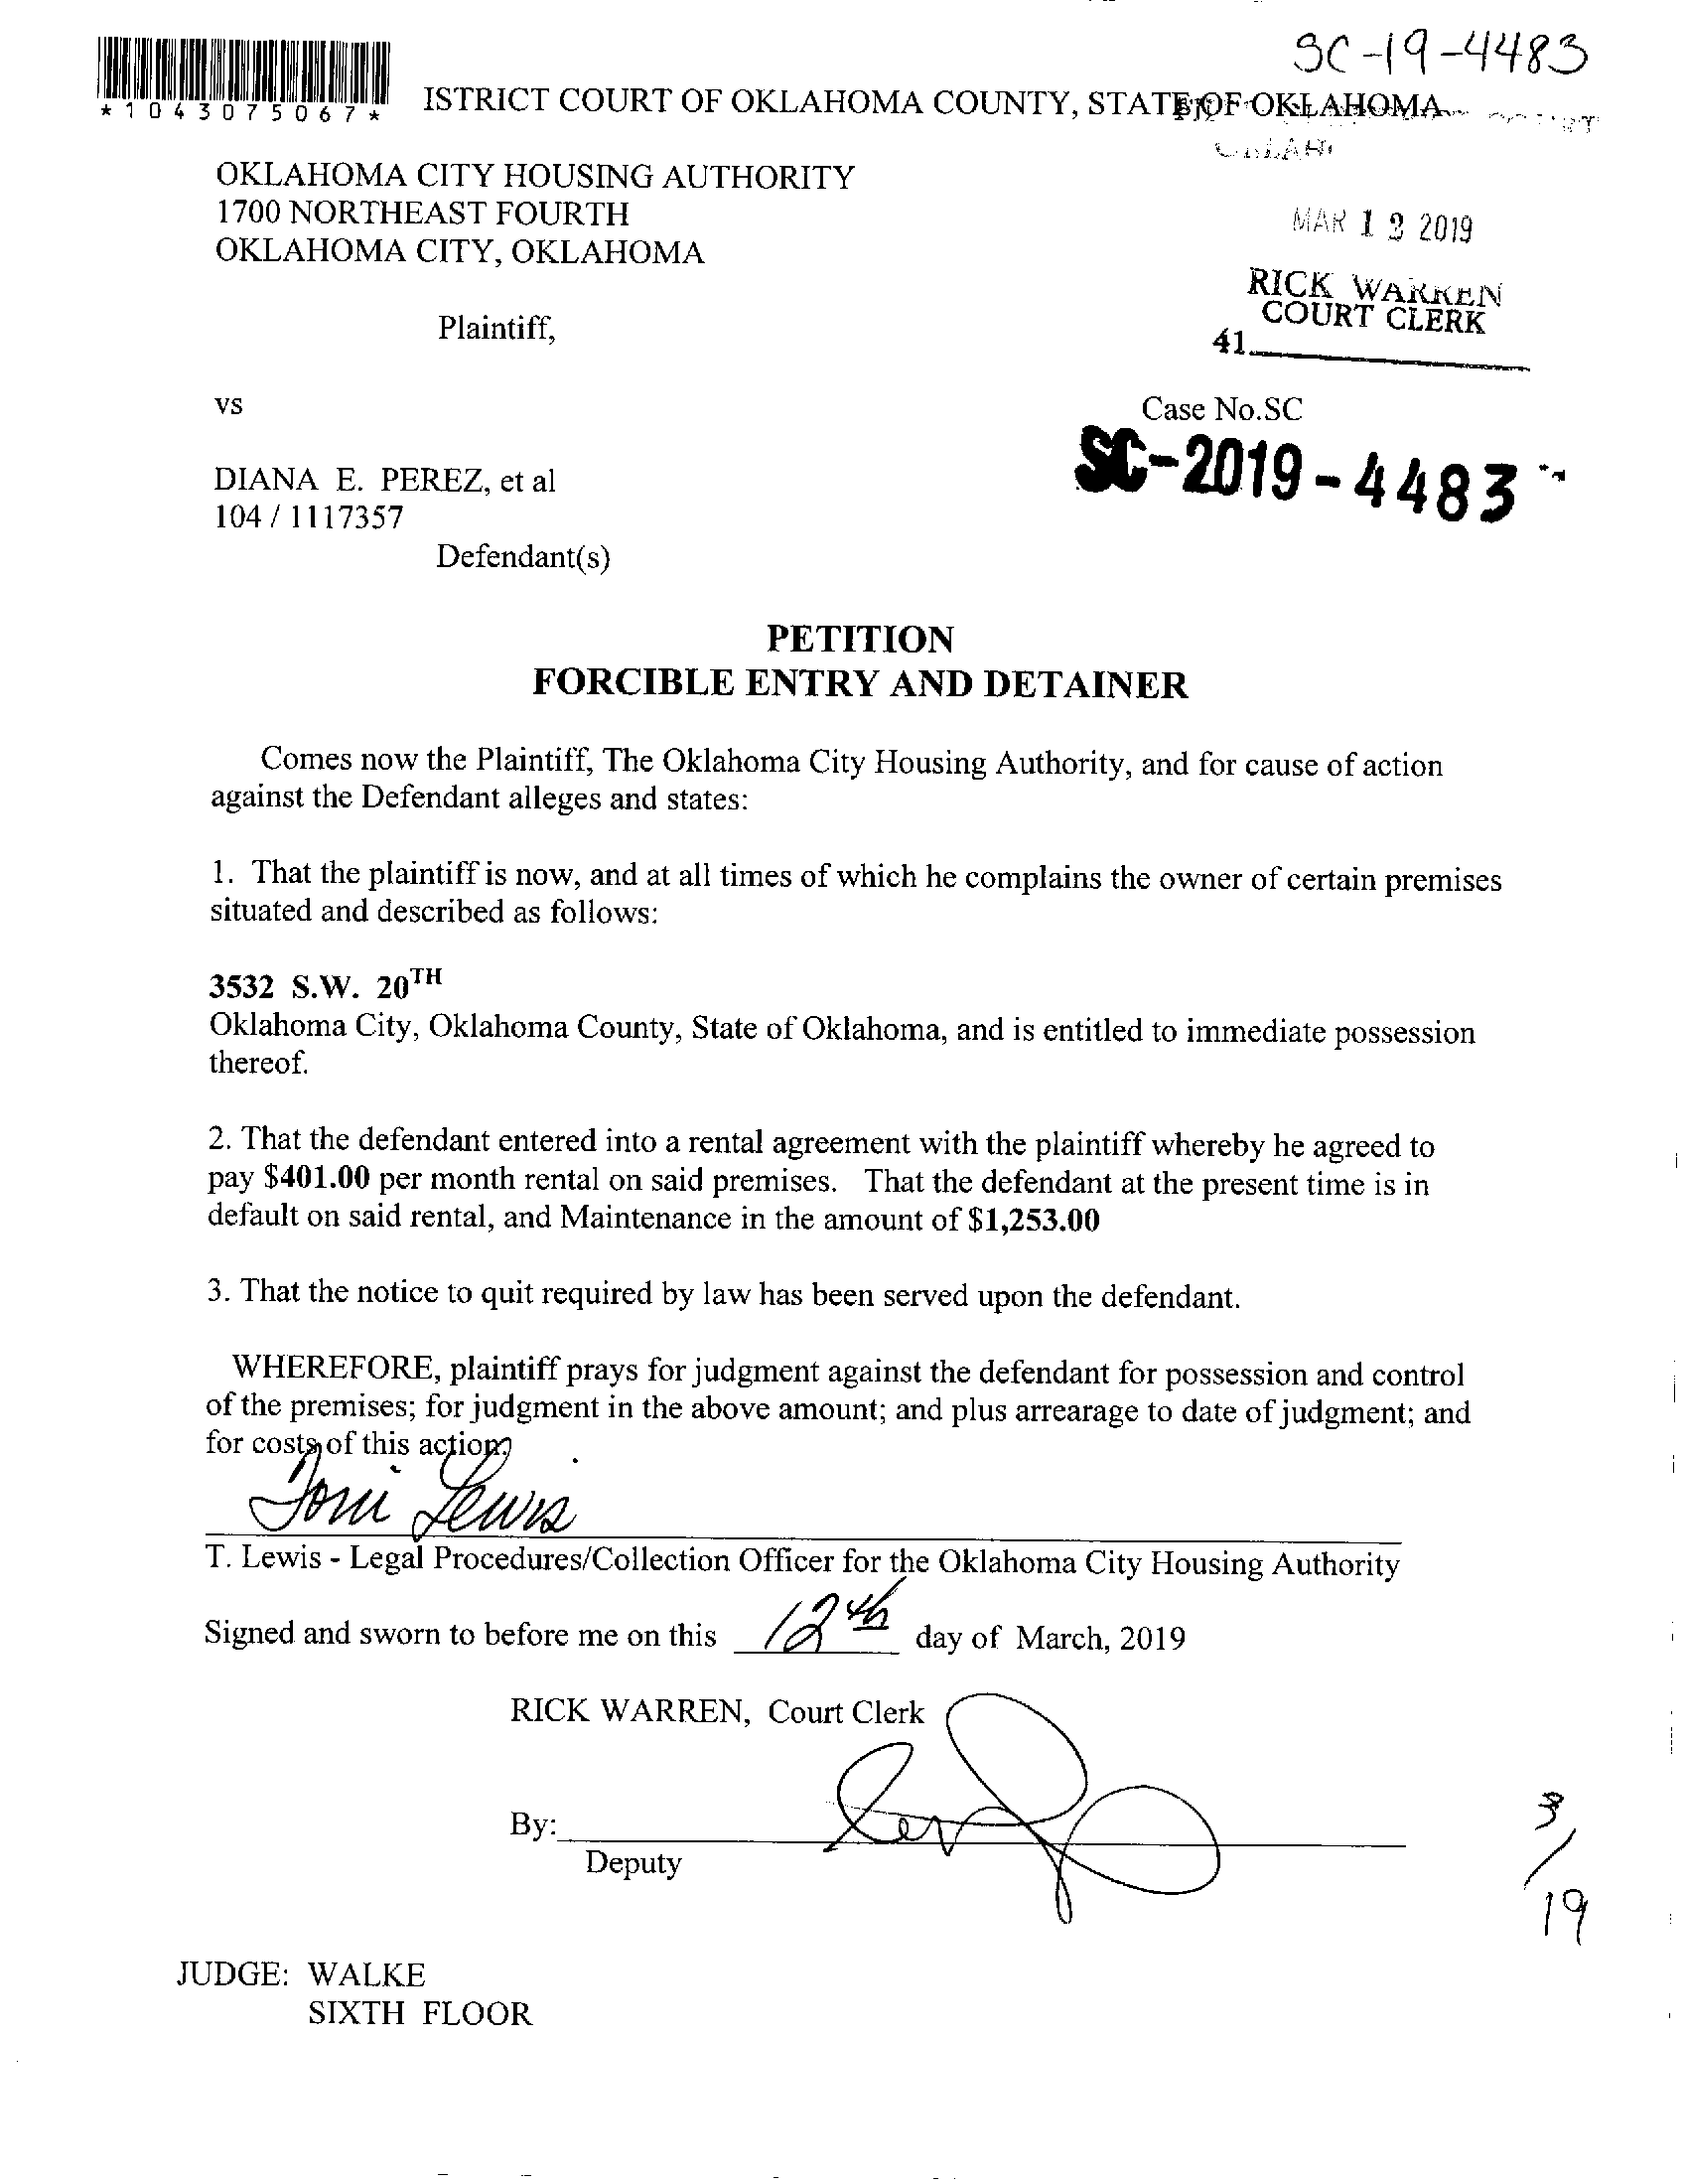 SC-19-4483
*1043075067*
ISTRICT COURT OF OKLAHOMA COUNTY, STATE OF OKLAHOMA
OKLAHOMA CITY HOUSING AUTHORITY
1700 NORTHEAST FOURTH
OKLAHOMA CITY, OKLAHOMA
MAR 2019
RICK WARREN
COURT CLERK
41
Plaintiff,
vs
Case No.SC
SC-2019-4483
DIANA E. PEREZ, et al
104 / 1117357
Defendant(s)
PETITION
FORCIBLE ENTRY AND DETAINER
Comes now the Plaintiff, The Oklahoma City Housing Authority, and for cause of action
against the Defendant alleges and states:
1. That the plaintiff is now, and at all times of which he complains the owner of certain premises
situated and described as follows:
3532 S.W. 20TH
Oklahoma City, Oklahoma County, State of Oklahoma, and is entitled to immediate possession
thereof.
2. That the defendant entered into a rental agreement with the plaintiff whereby he agreed to
pay $401.00 per month rental on said premises. That the defendant at the present time is in
default on said rental, and Maintenance in the amount of $1,253.00
3. That the notice to quit required by law has been served upon the defendant.
WHEREFORE, plaintiff prays for judgment against the defendant for possession and control
of the premises; for judgment in the above amount; and plus arrearage to date of judgment; and
for costs of this action.
Toni Lewis
T. Lewis - Legal Procedures/Collection Officer for the Oklahoma City Housing Authority
Signed and sworn to before me on this 12th day of March, 2019
RICK WARREN, Court Clerk
By:
Deputy
3/19
JUDGE: WALKE
SIXTH FLOOR